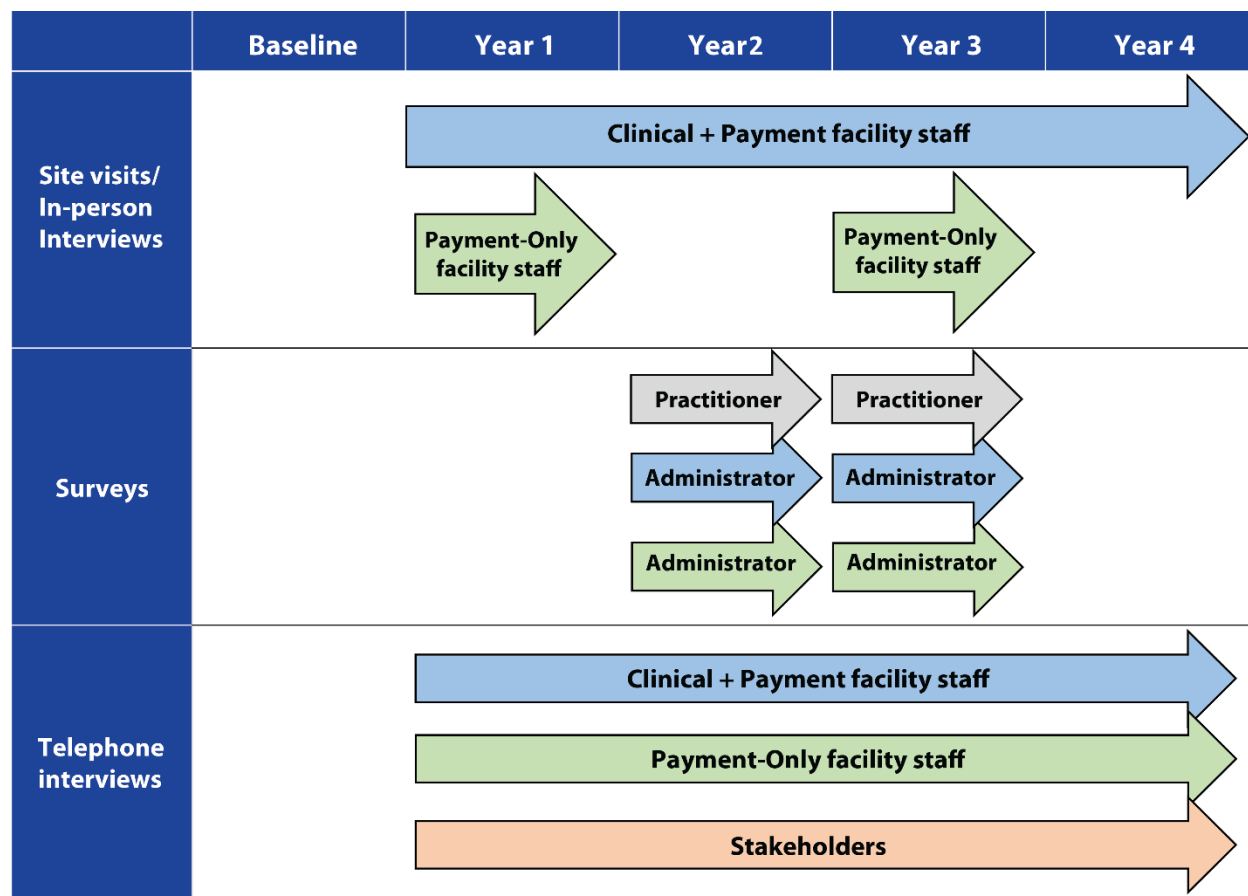 Baseline
Year 1
Year2
Year 3
Year 4
Site visits/
In-person
Interviews
Clinical + Payment facility staff
Payment-Only
facility staff
Payment-Only
facility staff
Surveys
Practitioner
Practitioner
Administrator
Administrator
Administrator
Administrator
Telephone
interviews
Clinical + Payment facility staff
Payment-Only facility staff
Stakeholders